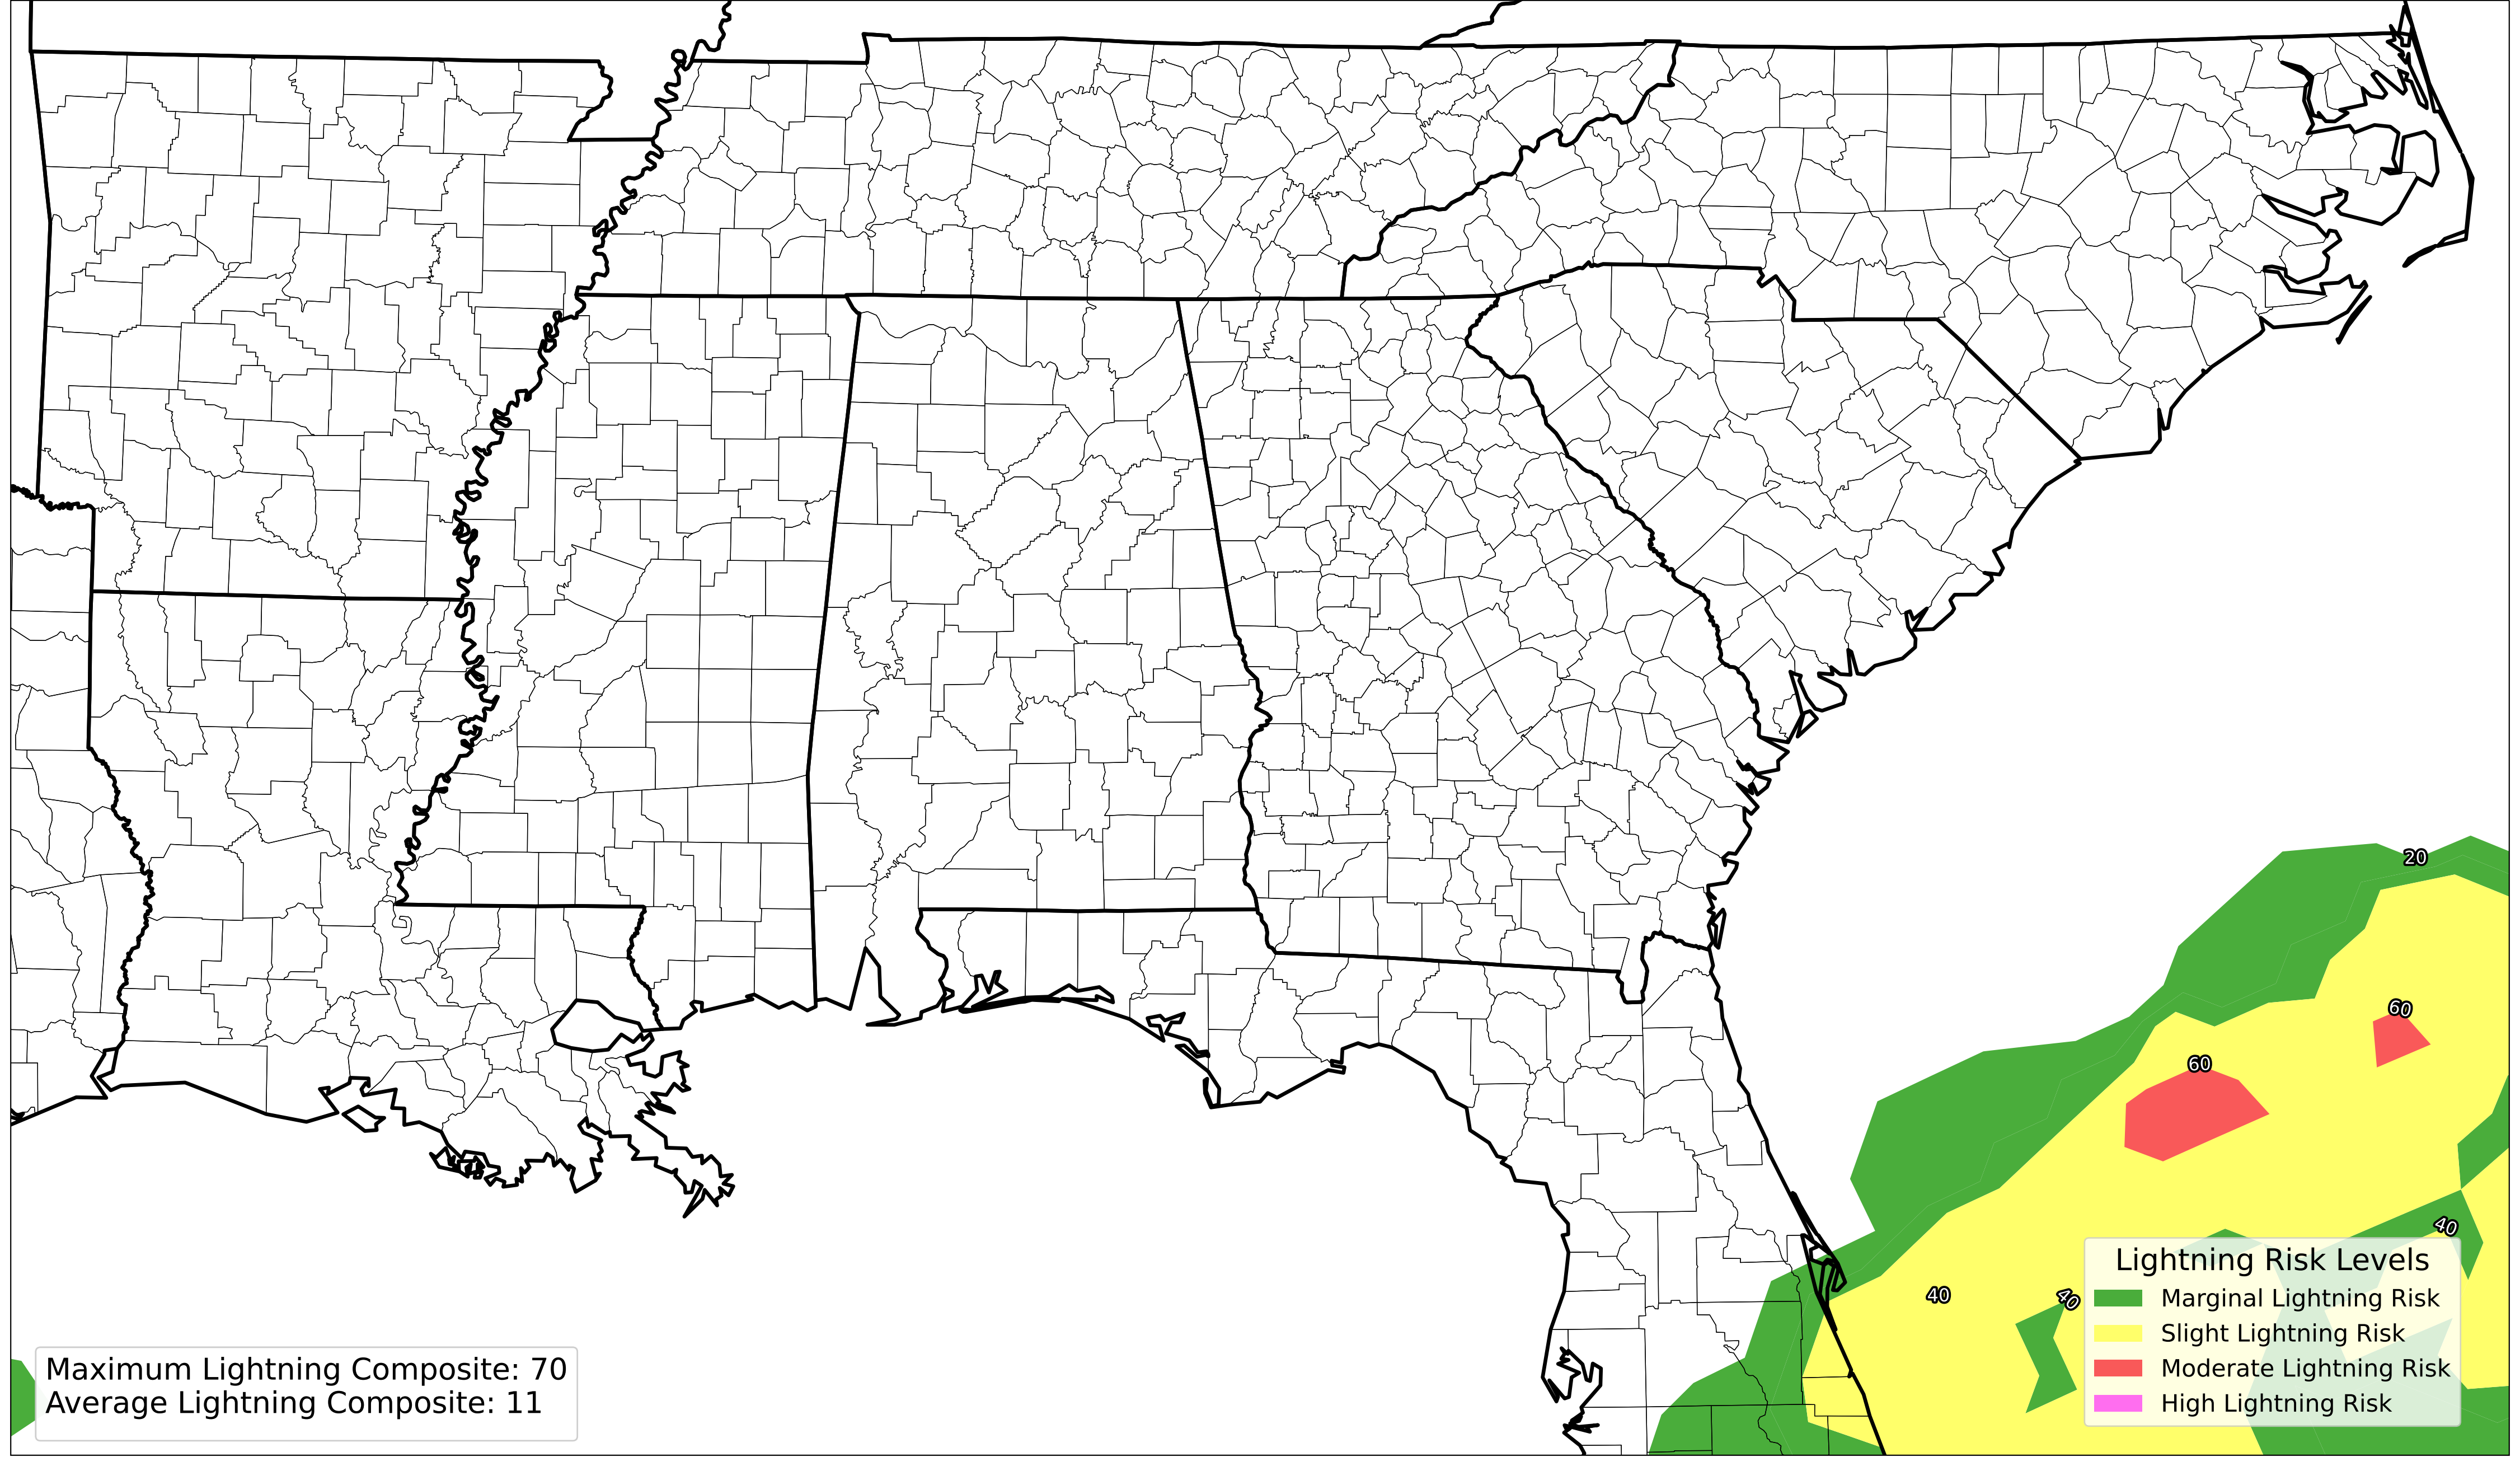 20
60
60
40
40
40
Lightning Risk Levels
Marginal Lightning Risk
Slight Lightning Risk
Moderate Lightning Risk
High Lightning Risk
Maximum Lightning Composite: 70
Average Lightning Composite: 11